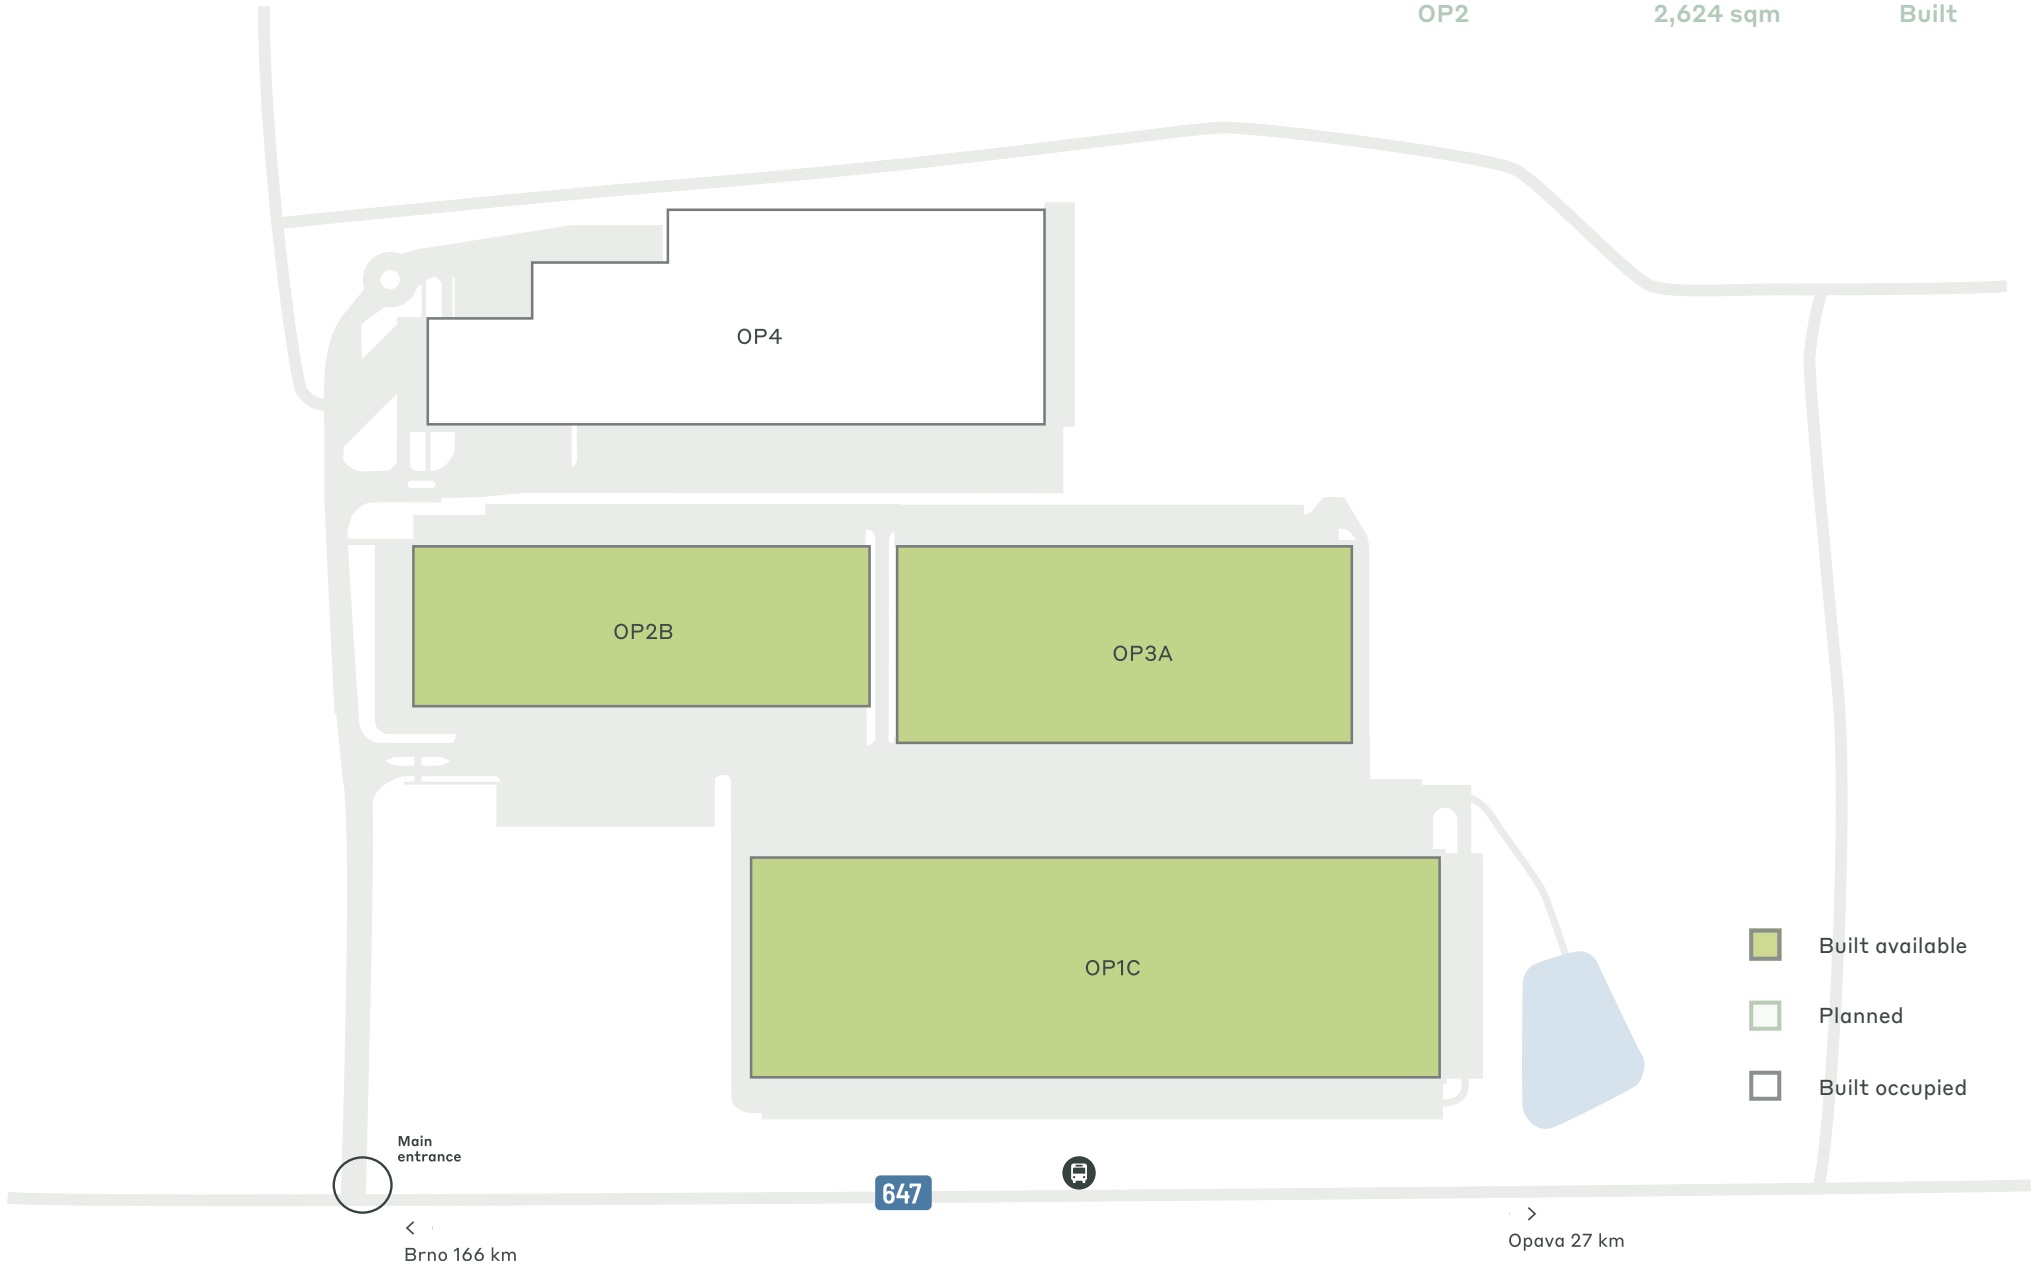 OP2 2,624 sqm Built
OP4
OP2B
OP3A
OP1C
Built available
Planned
Built occupied
Main
entrance
647
Brno 166 km
Opava 27 km